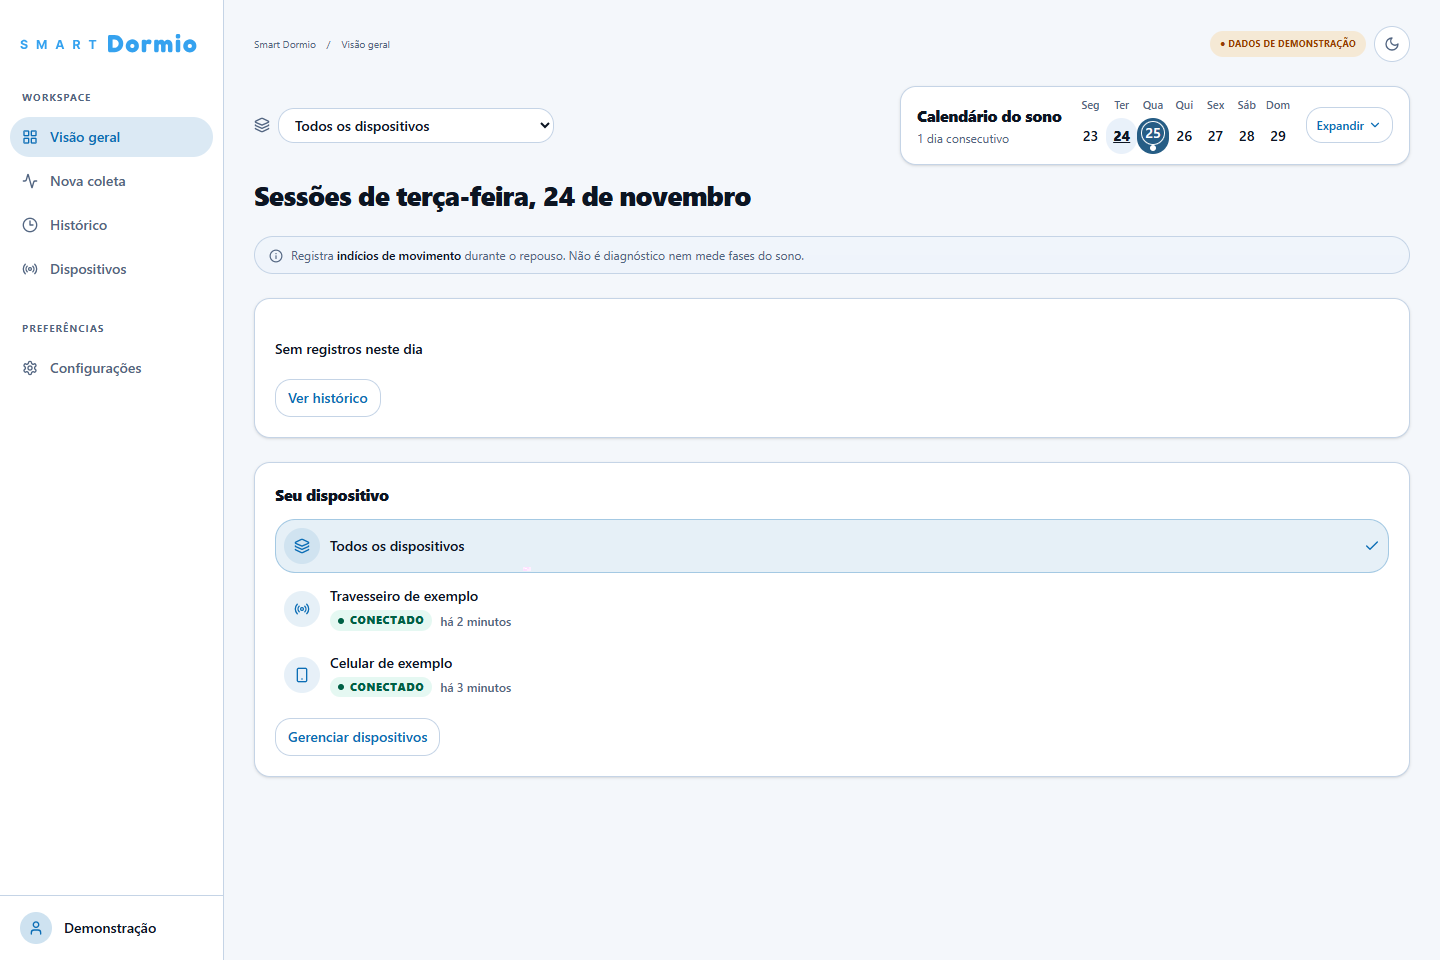 SMART Dormio
WORKSPACE
Visão geral
Nova coleta
Histórico
Dispositivos
PREFERÊNCIAS
Configurações
Demonstração
Smart Dormio / Visão geral
• DADOS DE DEMONSTRAÇÃO
Todos os dispositivos
Calendário do sono
1 dia consecutivo
Seg Ter Qua Qui Sex Sáb Dom
23 24 25 26 27 28 29
Expandir
Sessões de terça-feira, 24 de novembro
Registra indícios de movimento durante o repouso. Não é diagnóstico nem mede fases do sono.
Sem registros neste dia
Ver histórico
Seu dispositivo
Todos os dispositivos
Travesseiro de exemplo
• CONECTADO há 2 minutos
Celular de exemplo
• CONECTADO há 3 minutos
Gerenciar dispositivos